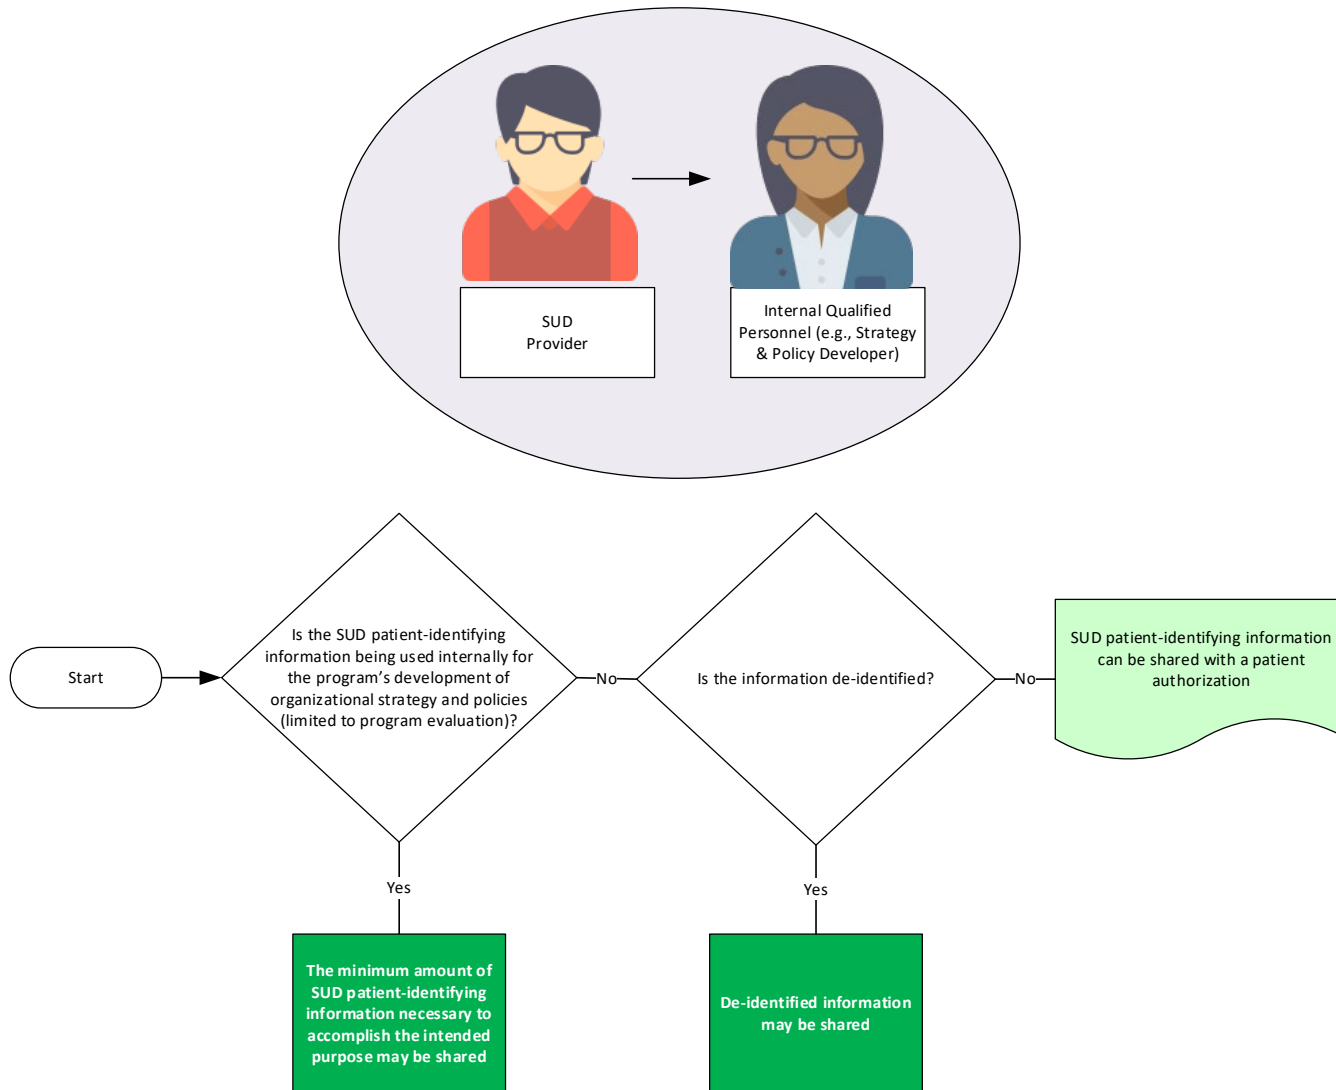 SUD
Provider
Internal Qualified
Personnel (e.g., Strategy
& Policy Developer)
Start
Is the SUD patient-identifying
information being used internally for
the program’s development of
organizational strategy and policies
(limited to program evaluation)?
No
Is the information de-identified?
No
SUD patient-identifying information
can be shared with a patient
authorization
Yes
Yes
The minimum amount of
SUD patient-identifying
information necessary to
accomplish the intended
purpose may be shared
De-identified information
may be shared